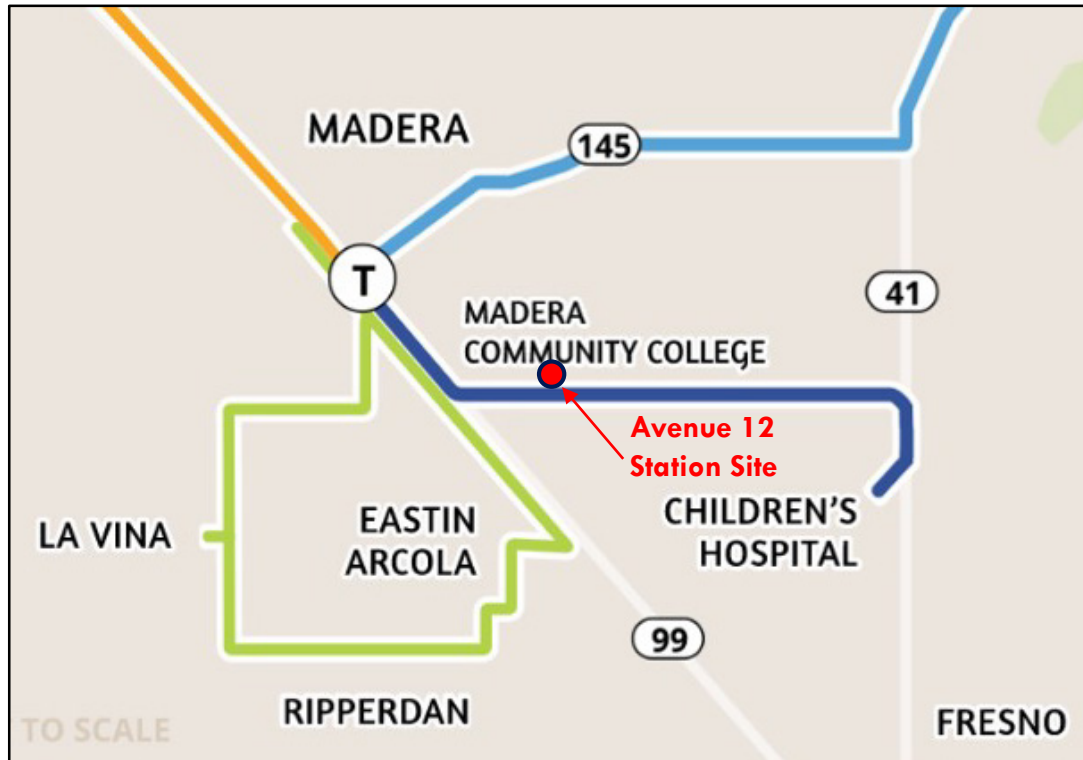 MADERA
145
T
41
MADERA
COMMUNITY COLLEGE
Avenue 12
Station Site
CHILDREN'S
HOSPITAL
LA VINA
EASTIN
ARCOLA
99
RIPPERDAN
FRESNO
TO SCALE